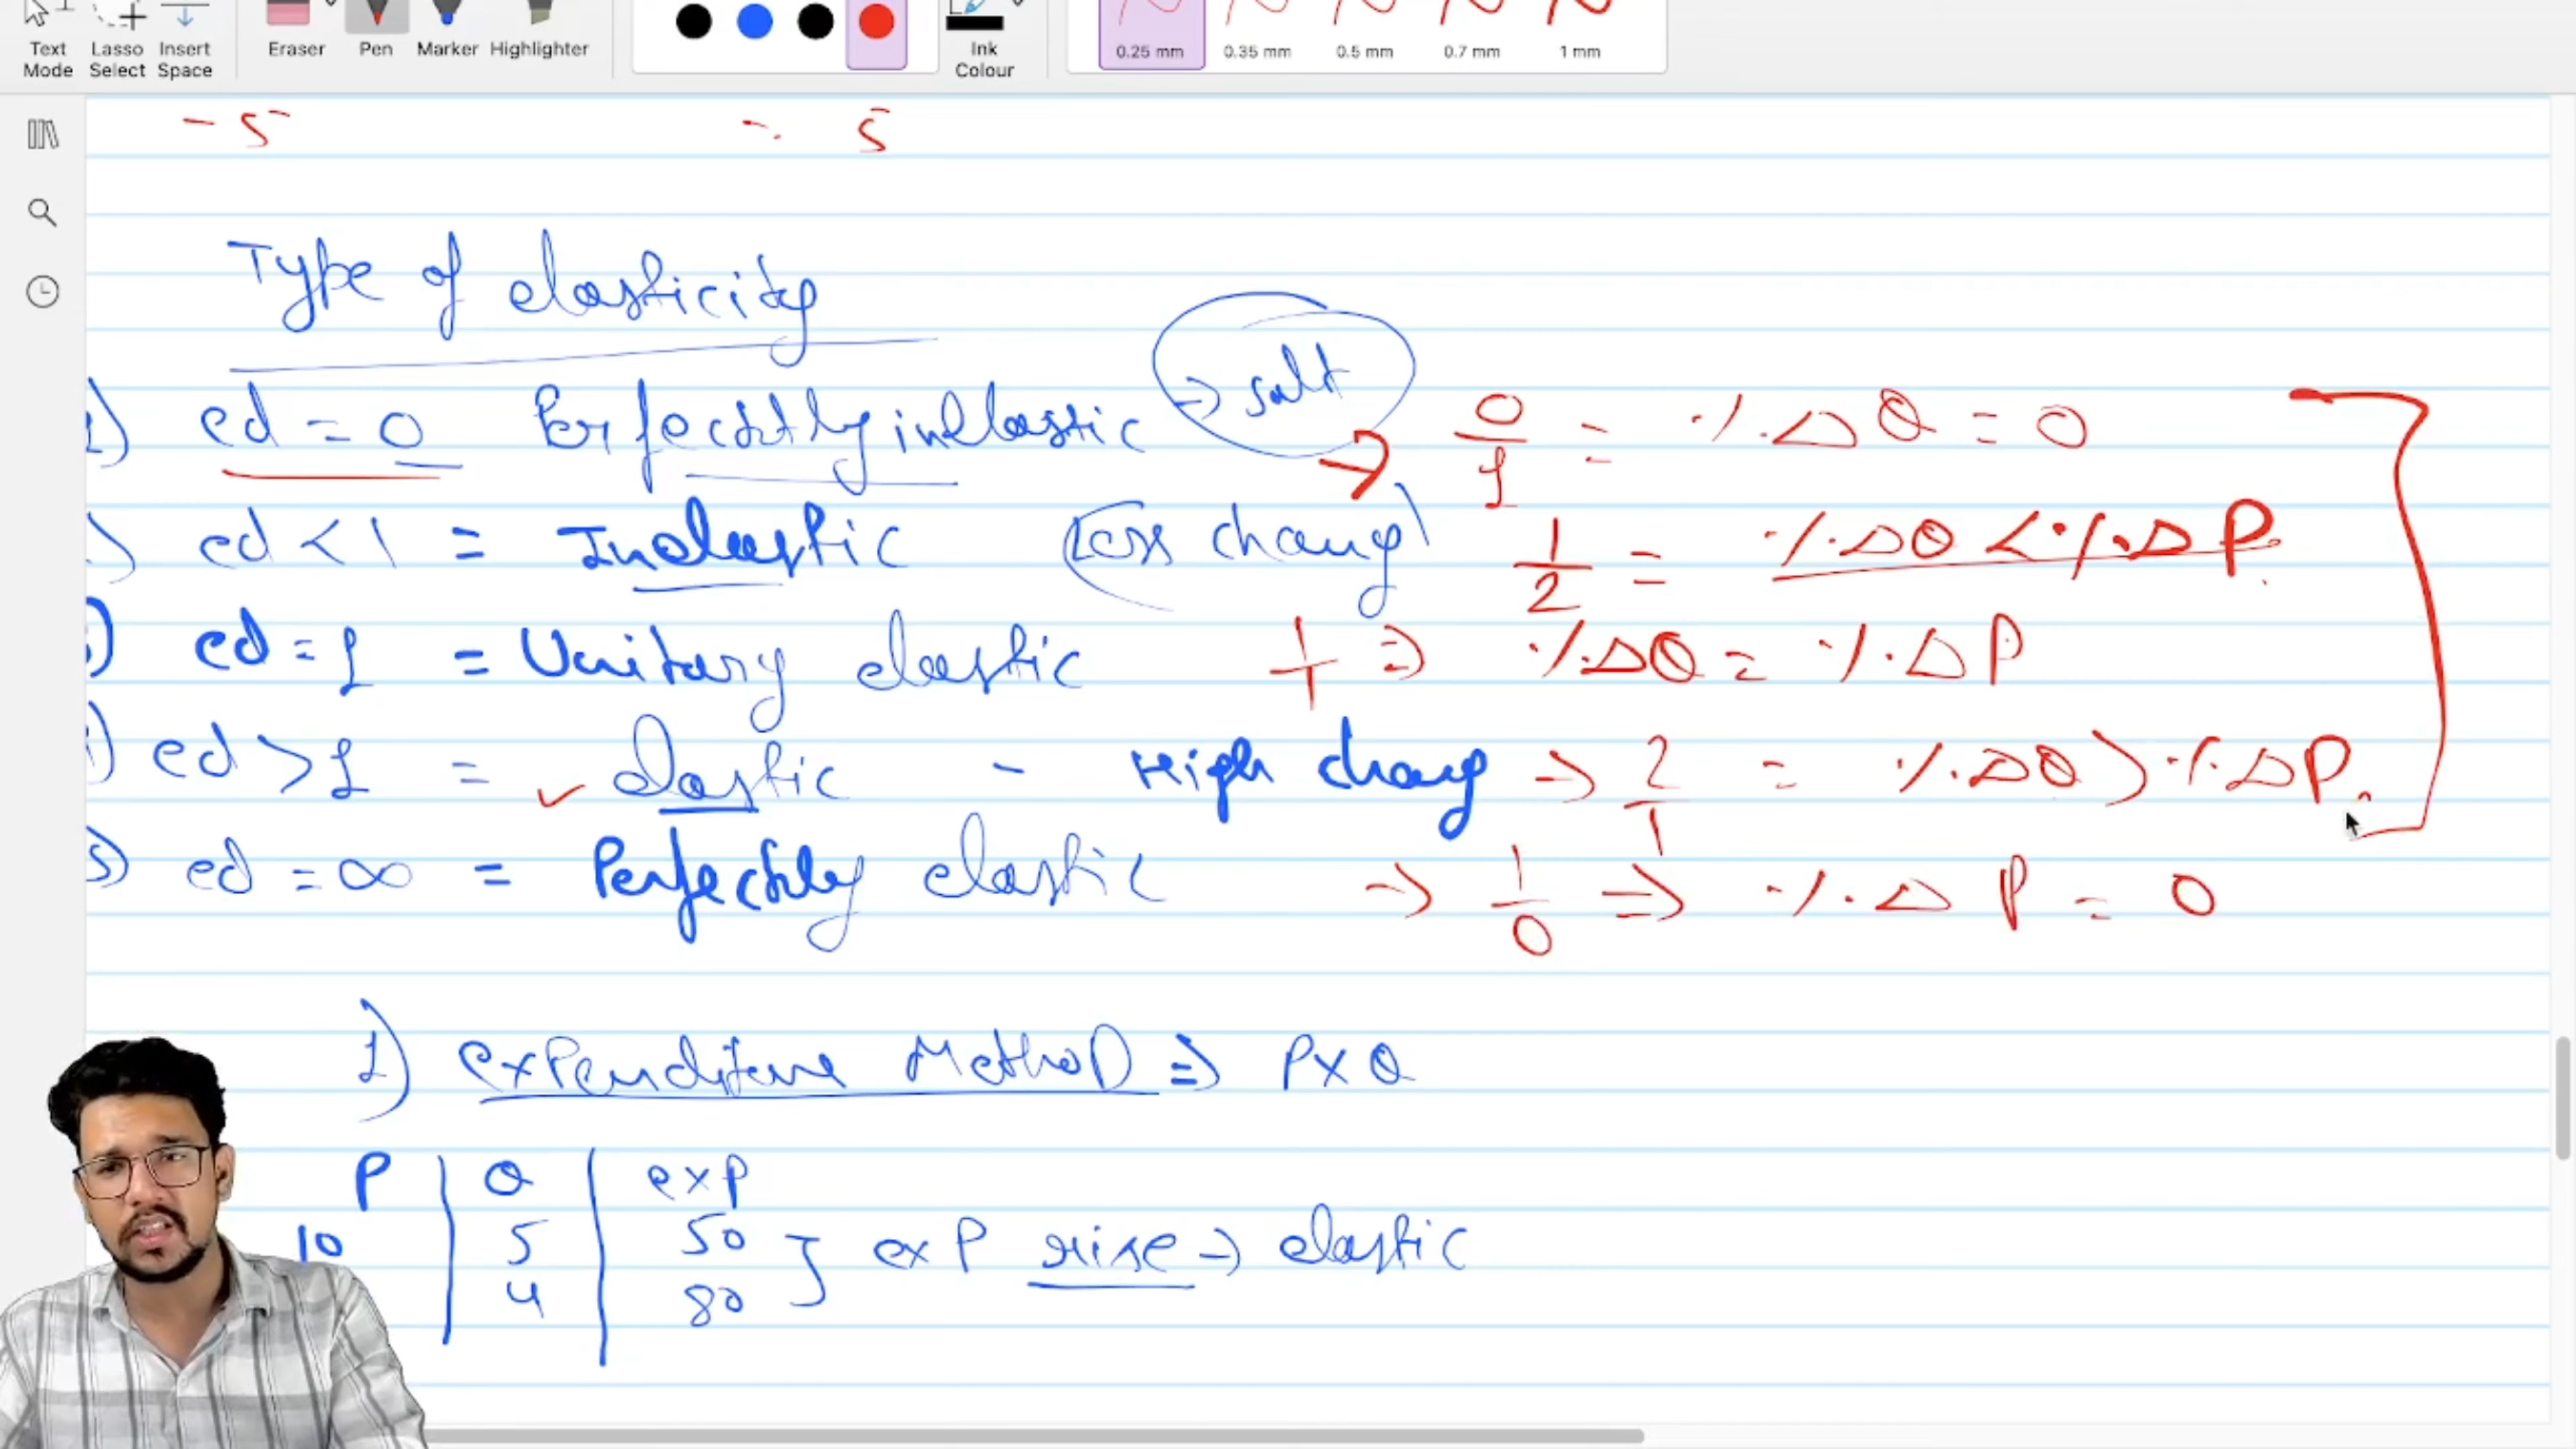 Text Mode
Lasso Select
Insert Space
Eraser
Pen
Marker
Highlighter
Ink Colour
0.25 mm
0.35 mm
0.5 mm
0.7 mm
1 mm
- 5 = 5
Type of elasticity
1) ed = 0 Perfectly inelastic → salt → 0/1 = %ΔQ = 0
) ed < 1 = Inelastic (Less chang) 1/2 = %ΔQ < %ΔP
) ed = 1 = Unitary elastic 1/1 ⇒ %ΔQ = %ΔP
) ed > 1 = elastic - High chang → 2/1 = %ΔQ > %ΔP.
5) ed = ∞ = Perfectly elastic → 1/0 ⇒ %ΔP = 0
1) expenditure MethoD ⇒ P X Q
P | Q | exp
10 | 5 | 50 ] exp rise → elastic
4 | 80